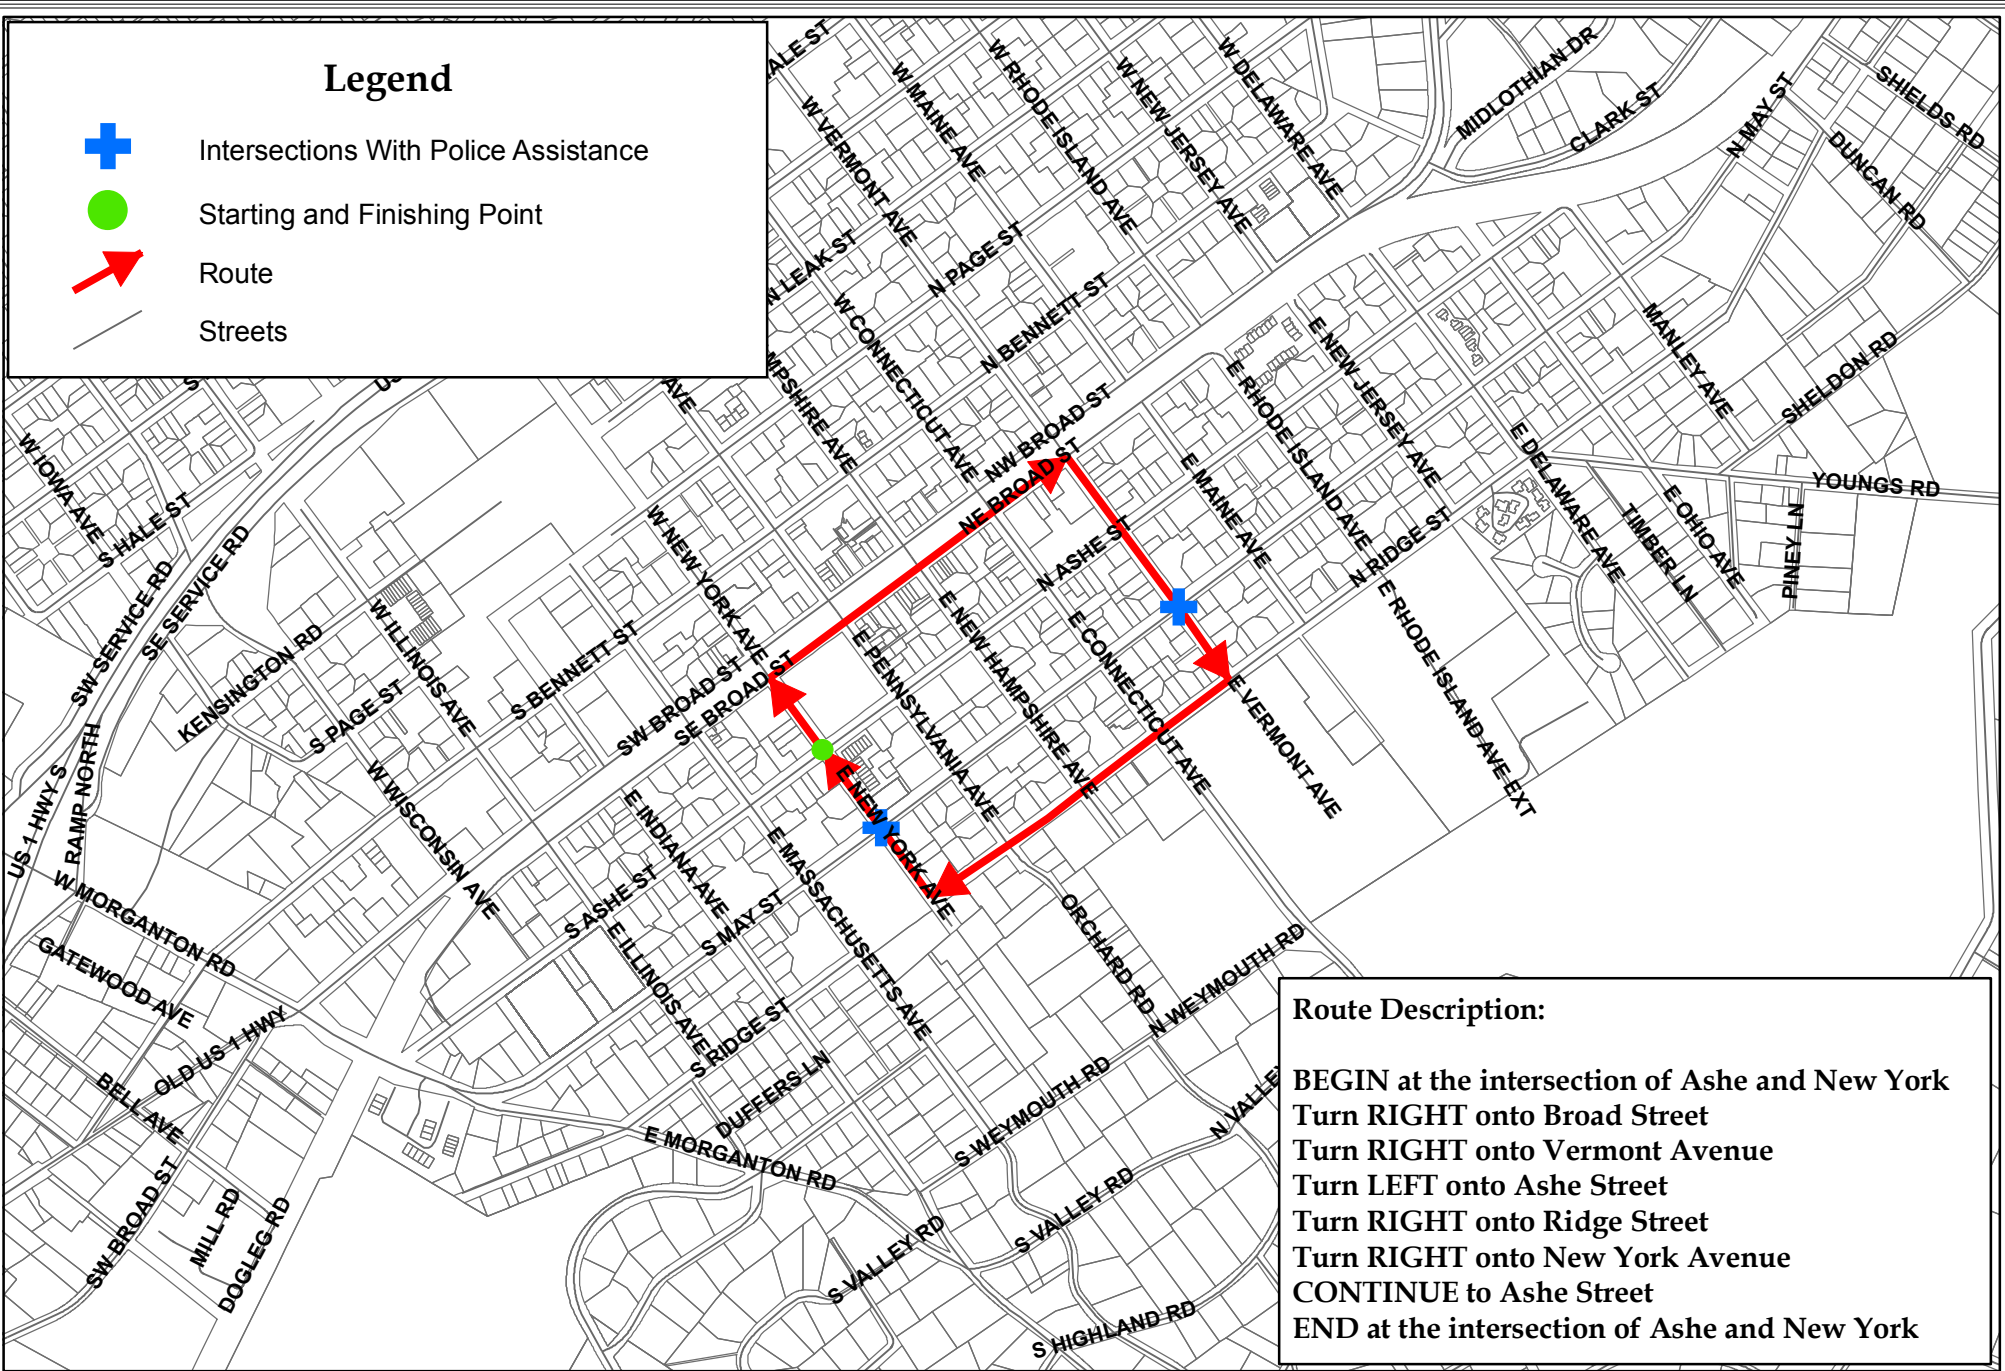 Legend
Intersections With Police Assistance
Starting and Finishing Point
Route
Streets
HALE ST
W MAINE AVE
W RHODE ISLAND AVE
W NEW JERSEY AVE
W DELAWARE AVE
MIDLOTHIAN DR
CLARK ST
N MAY ST
SHIELDS RD
DUNCAN RD
W VERMONT AVE
N LEAK ST
N PAGE ST
N BENNETT ST
W CONNECTICUT AVE
MPSHIRE AVE
AVE
US
S
W IOWA AVE
S HALE ST
SW SERVICE RD
SE SERVICE RD
KENSINGTON RD
W ILLINOIS AVE
S PAGE ST
S BENNETT ST
W NEW YORK AVE
SW BROAD ST
SE BROAD ST
NW BROAD ST
NE BROAD ST
E MAINE AVE
E RHODE ISLAND AVE
E NEW JERSEY AVE
MANLEY AVE
SHELDON RD
E DELAWARE AVE
TIMBER LN
E OHIO AVE
YOUNGS RD
PINEY LN
N RIDGE ST
E RHODE ISLAND AVE EXT
N ASHE ST
E CONNECTICUT AVE
E NEW HAMPSHIRE AVE
E PENNSYLVANIA AVE
E VERMONT AVE
E NEW YORK AVE
US 1 HWY S
RAMP NORTH
W WISCONSIN AVE
E INDIANA AVE
E MASSACHUSETTS AVE
S ASHE ST
S MAY ST
E ILLINOIS AVE
S RIDGE ST
DUFFERS LN
W MORGANTON RD
GATEWOOD AVE
OLD US 1 HWY
BELL AVE
SW BROAD ST
MILL RD
DOGLEG RD
E MORGANTON RD
ORCHARD RD
N WEYMOUTH RD
S WEYMOUTH RD
N VALLEY
S VALLEY RD
S VALLEY RD
S HIGHLAND RD
Route Description:
BEGIN at the intersection of Ashe and New York
Turn RIGHT onto Broad Street
Turn RIGHT onto Vermont Avenue
Turn LEFT onto Ashe Street
Turn RIGHT onto Ridge Street
Turn RIGHT onto New York Avenue
CONTINUE to Ashe Street
END at the intersection of Ashe and New York